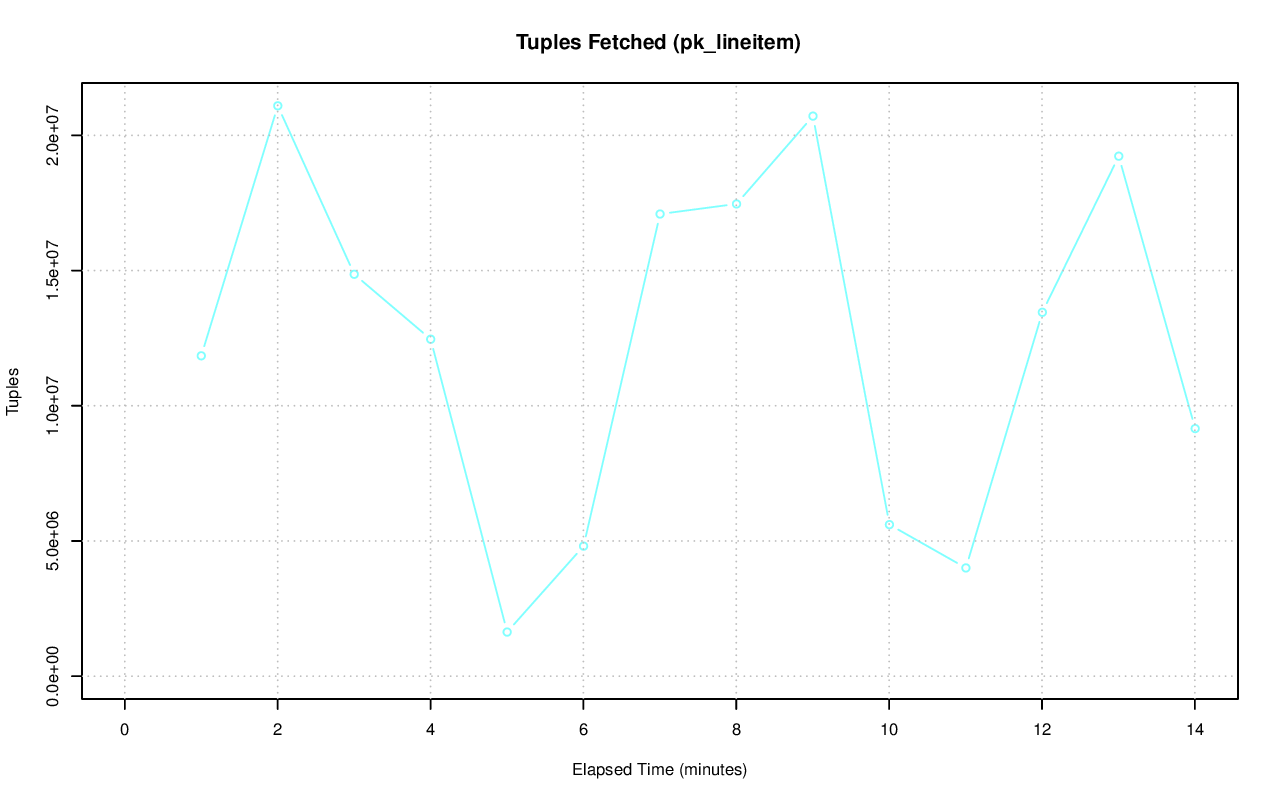 Tuples Fetched (pk_lineitem)
Tuples
2.0e+07
1.5e+07
1.0e+07
5.0e+06
0.0e+00
0 2 4 6 8 10 12 14
Elapsed Time (minutes)